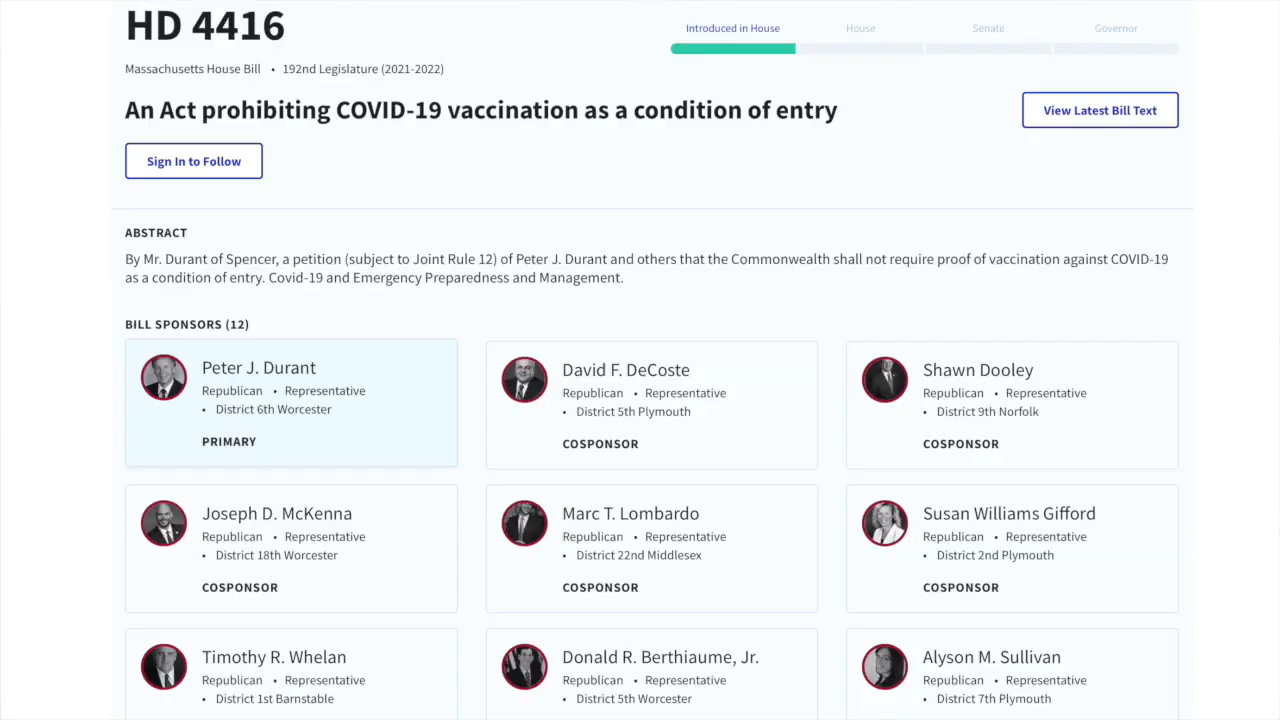 HD 4416
Introduced in House
House
Senate
Governor
Massachusetts House Bill • 192nd Legislature (2021-2022)
An Act prohibiting COVID-19 vaccination as a condition of entry
View Latest Bill Text
Sign In to Follow
ABSTRACT
By Mr. Durant of Spencer, a petition (subject to Joint Rule 12) of Peter J. Durant and others that the Commonwealth shall not require proof of vaccination against COVID-19
as a condition of entry. Covid-19 and Emergency Preparedness and Management.
BILL SPONSORS (12)
Peter J. Durant
Republican • Representative
• District 6th Worcester
PRIMARY
David F. DeCoste
Republican • Representative
• District 5th Plymouth
COSPONSOR
Shawn Dooley
Republican • Representative
• District 9th Norfolk
COSPONSOR
Joseph D. McKenna
Republican • Representative
• District 18th Worcester
COSPONSOR
Marc T. Lombardo
Republican • Representative
• District 22nd Middlesex
COSPONSOR
Susan Williams Gifford
Republican • Representative
• District 2nd Plymouth
COSPONSOR
Timothy R. Whelan
Republican • Representative
• District 1st Barnstable
Donald R. Berthiaume, Jr.
Republican • Representative
• District 5th Worcester
Alyson M. Sullivan
Republican • Representative
• District 7th Plymouth